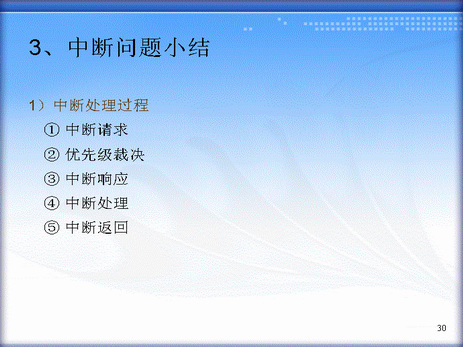 3、中断问题小结
1）中断处理过程
① 中断请求
② 优先级裁决
③ 中断响应
④ 中断处理
⑤ 中断返回
30